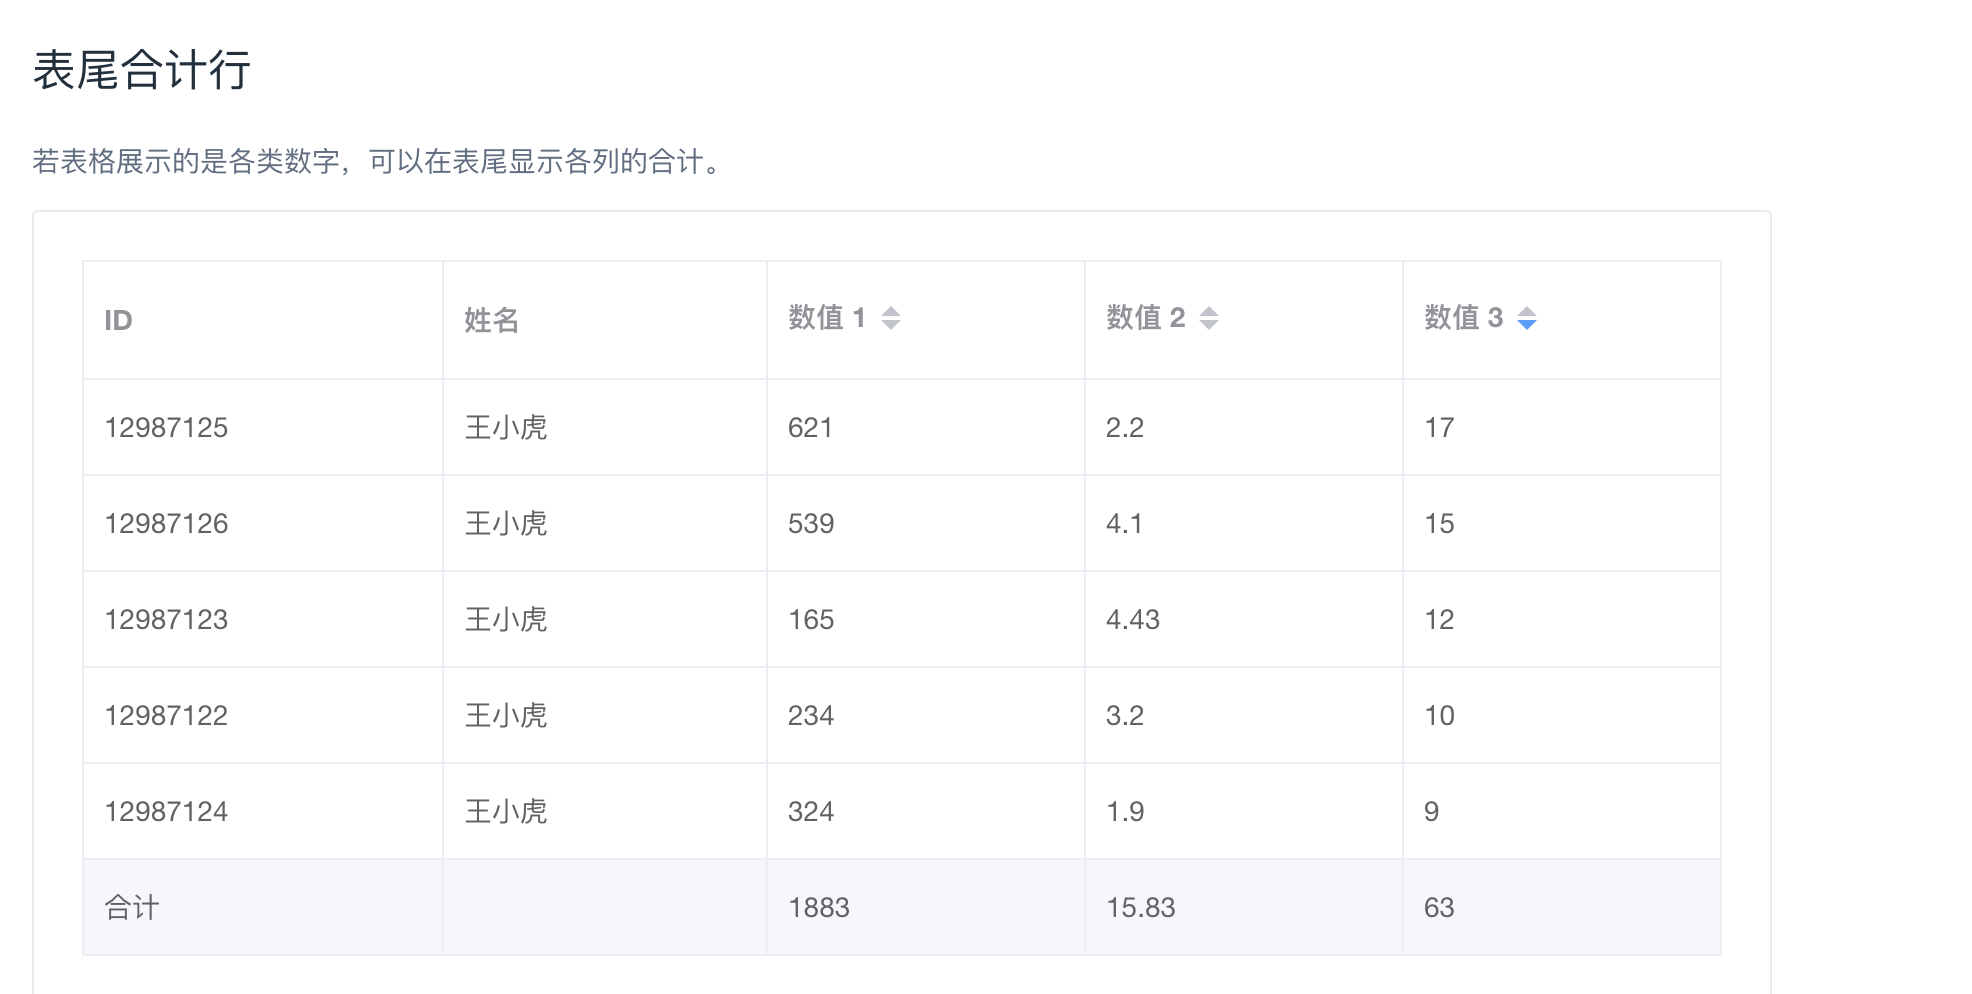 表尾合计行
若表格展示的是各类数字，可以在表尾显示各列的合计。
ID 姓名 数值 1 数值 2 数值 3
12987125 王小虎 621 2.2 17
12987126 王小虎 539 4.1 15
12987123 王小虎 165 4.43 12
12987122 王小虎 234 3.2 10
12987124 王小虎 324 1.9 9
合计 1883 15.83 63